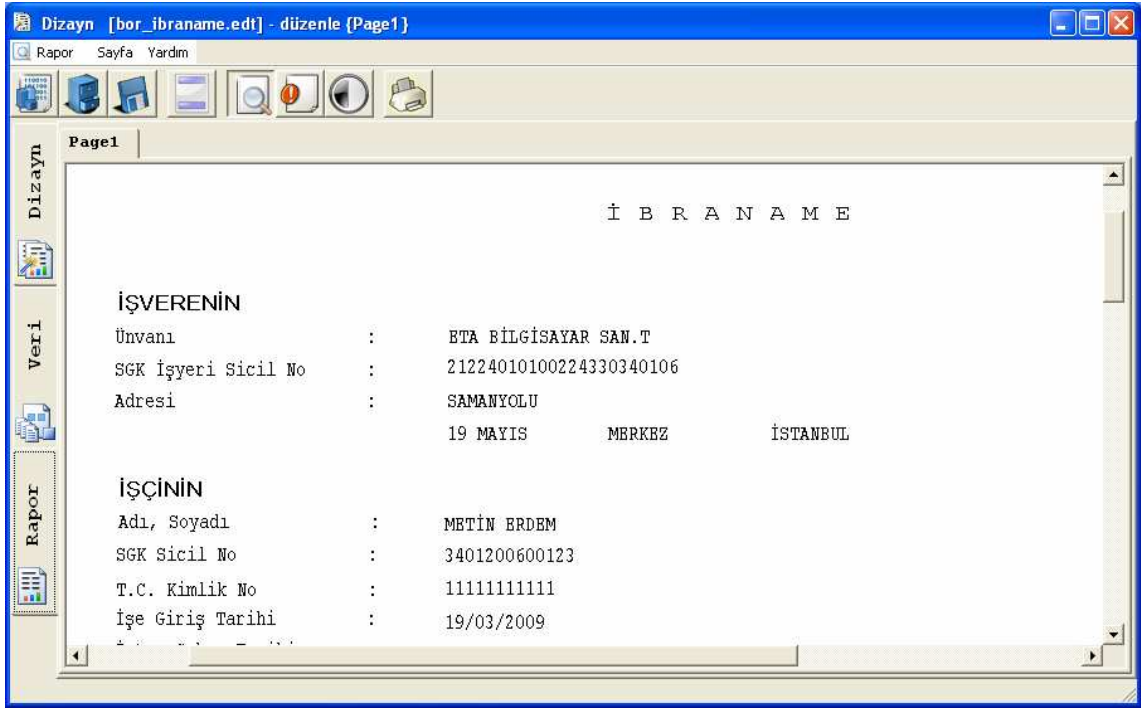 Dizayn [bor_ibraname.edt] - düzenle {Page1}
Rapor Sayfa Yardım
Page1
Dizayn
Veri
Rapor
İ B R A N A M E
İŞVERENİN
Ünvanı : ETA BİLGİSAYAR SAN.T
SGK İşyeri Sicil No : 21224010100224330340106
Adresi : SAMANYOLU
19 MAYIS MERKEZ İSTANBUL
İŞÇİNİN
Adı, Soyadı : METİN ERDEM
SGK Sicil No : 3401200600123
T.C. Kimlik No : 11111111111
İşe Giriş Tarihi : 19/03/2009